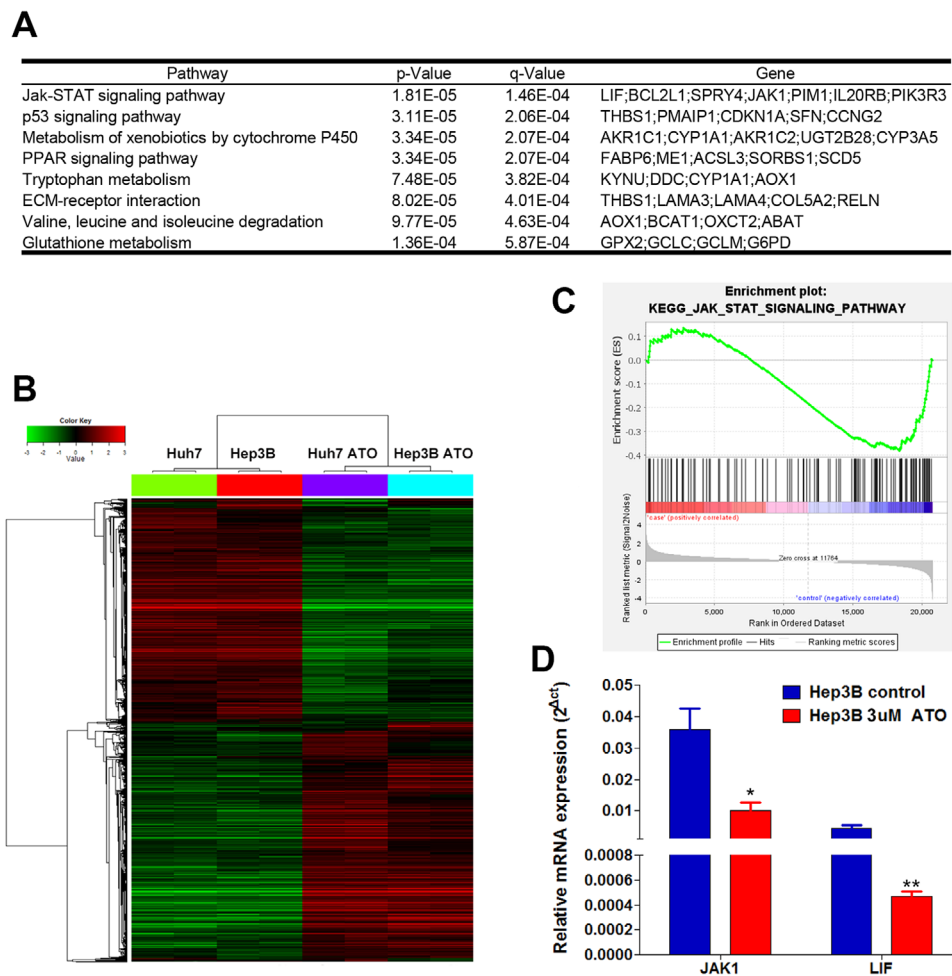 A
Pathway p-Value q-Value Gene
Jak-STAT signaling pathway 1.81E-05 1.46E-04 LIF;BCL2L1;SPRY4;JAK1;PIM1;IL20RB;PIK3R3
p53 signaling pathway 3.11E-05 2.06E-04 THBS1;PMAIP1;CDKN1A;SFN;CCNG2
Metabolism of xenobiotics by cytochrome P450 3.34E-05 2.07E-04 AKR1C1;CYP1A1;AKR1C2;UGT2B28;CYP3A5
PPAR signaling pathway 3.34E-05 2.07E-04 FABP6;ME1;ACSL3;SORBS1;SCD5
Tryptophan metabolism 7.48E-05 3.82E-04 KYNU;DDC;CYP1A1;AOX1
ECM-receptor interaction 8.02E-05 4.01E-04 THBS1;LAMA3;LAMA4;COL5A2;RELN
Valine, leucine and isoleucine degradation 9.77E-05 4.63E-04 AOX1;BCAT1;OXCT2;ABAT
Glutathione metabolism 1.36E-04 5.87E-04 GPX2;GCLC;GCLM;G6PD
B
Color Key
-5 -3 -1 0 1 2 3
Value
Huh7 Hep3B Huh7 ATO Hep3B ATO
C
Enrichment plot:
KEGG_JAK_STAT_SIGNALING_PATHWAY
Enrichment score (ES)
0.1
0.0
-0.1
-0.2
-0.3
-0.4
'case' (positively correlated)
Ranked list metric (Signal2Noise)
4
2
0
-2
-4
Zero cross at 11764
'control' (negatively correlated)
0 5,000 10,000 15,000 20,000
Rank in Ordered Dataset
Enrichment profile Hits Ranking metric scores
D
Relative mRNA expression (2^Δct)
0.05
0.04
0.03
0.02
0.01
0.0008
0.0006
0.0004
0.0002
0.0000
Hep3B control
Hep3B 3uM ATO
*
**
JAK1 LIF